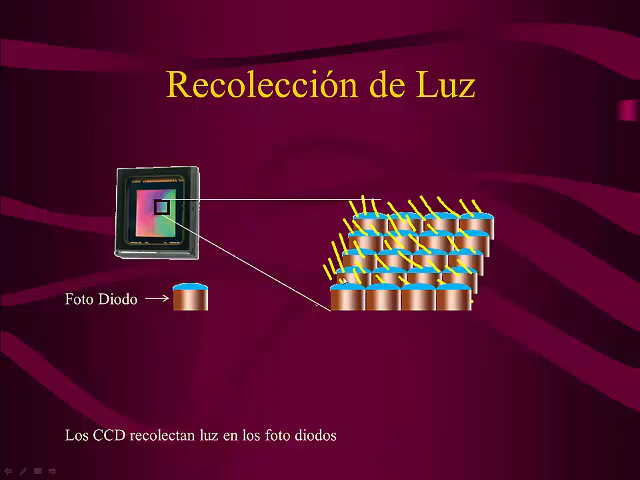 Recolección de Luz
Foto Diodo
Los CCD recolectan luz en los foto diodos